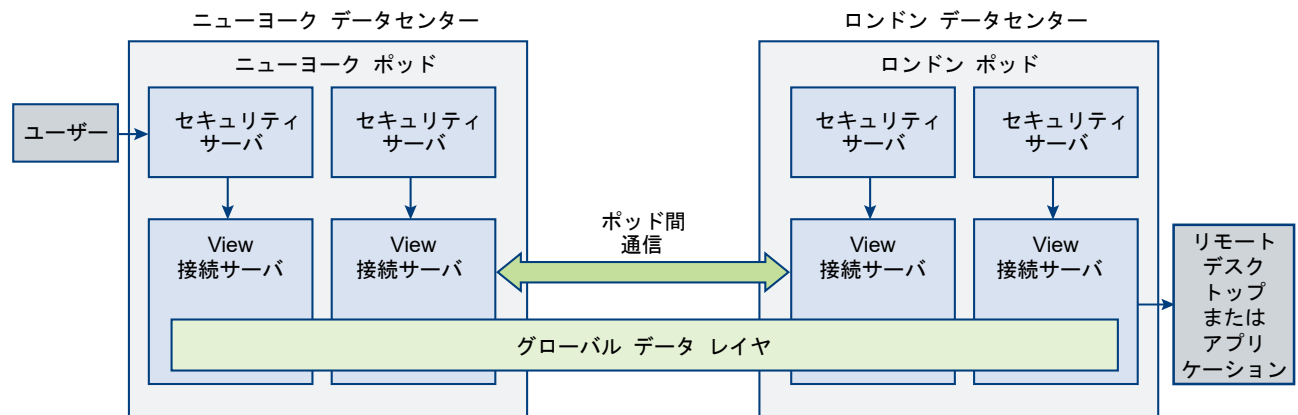 ニューヨーク データセンター
ロンドン データセンター
ニューヨーク ポッド
ロンドン ポッド
ユーザー
セキュリティ
サーバ
セキュリティ
サーバ
セキュリティ
サーバ
セキュリティ
サーバ
View
接続サーバ
View
接続サーバ
ポッド間
通信
View
接続サーバ
View
接続サーバ
リモート
デスク
トップ
または
アプリ
ケーション
グローバル データ レイヤ